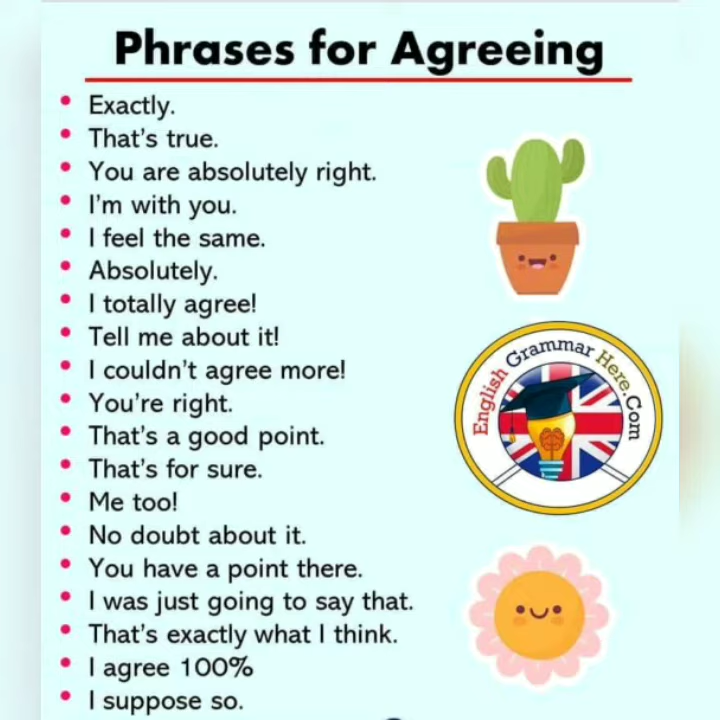 Phrases for Agreeing
• Exactly.
• That's true.
• You are absolutely right.
• I'm with you.
• I feel the same.
• Absolutely.
• I totally agree!
• Tell me about it!
• I couldn't agree more!
• You're right.
• That's a good point.
• That's for sure.
• Me too!
• No doubt about it.
• You have a point there.
• I was just going to say that.
• That's exactly what I think.
• I agree 100%
• I suppose so.
English Grammar Here.Com